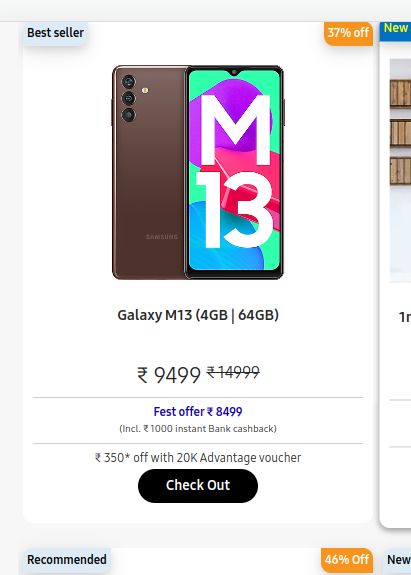 Best seller
37% off
New
SAMSUNG
M
13
Galaxy M13 (4GB | 64GB)
₹ 9499 ₹ 14999
Fest offer ₹ 8499
(Incl. ₹ 1000 instant Bank cashback)
₹ 350* off with 20K Advantage voucher
Check Out
Recommended
46% Off
New